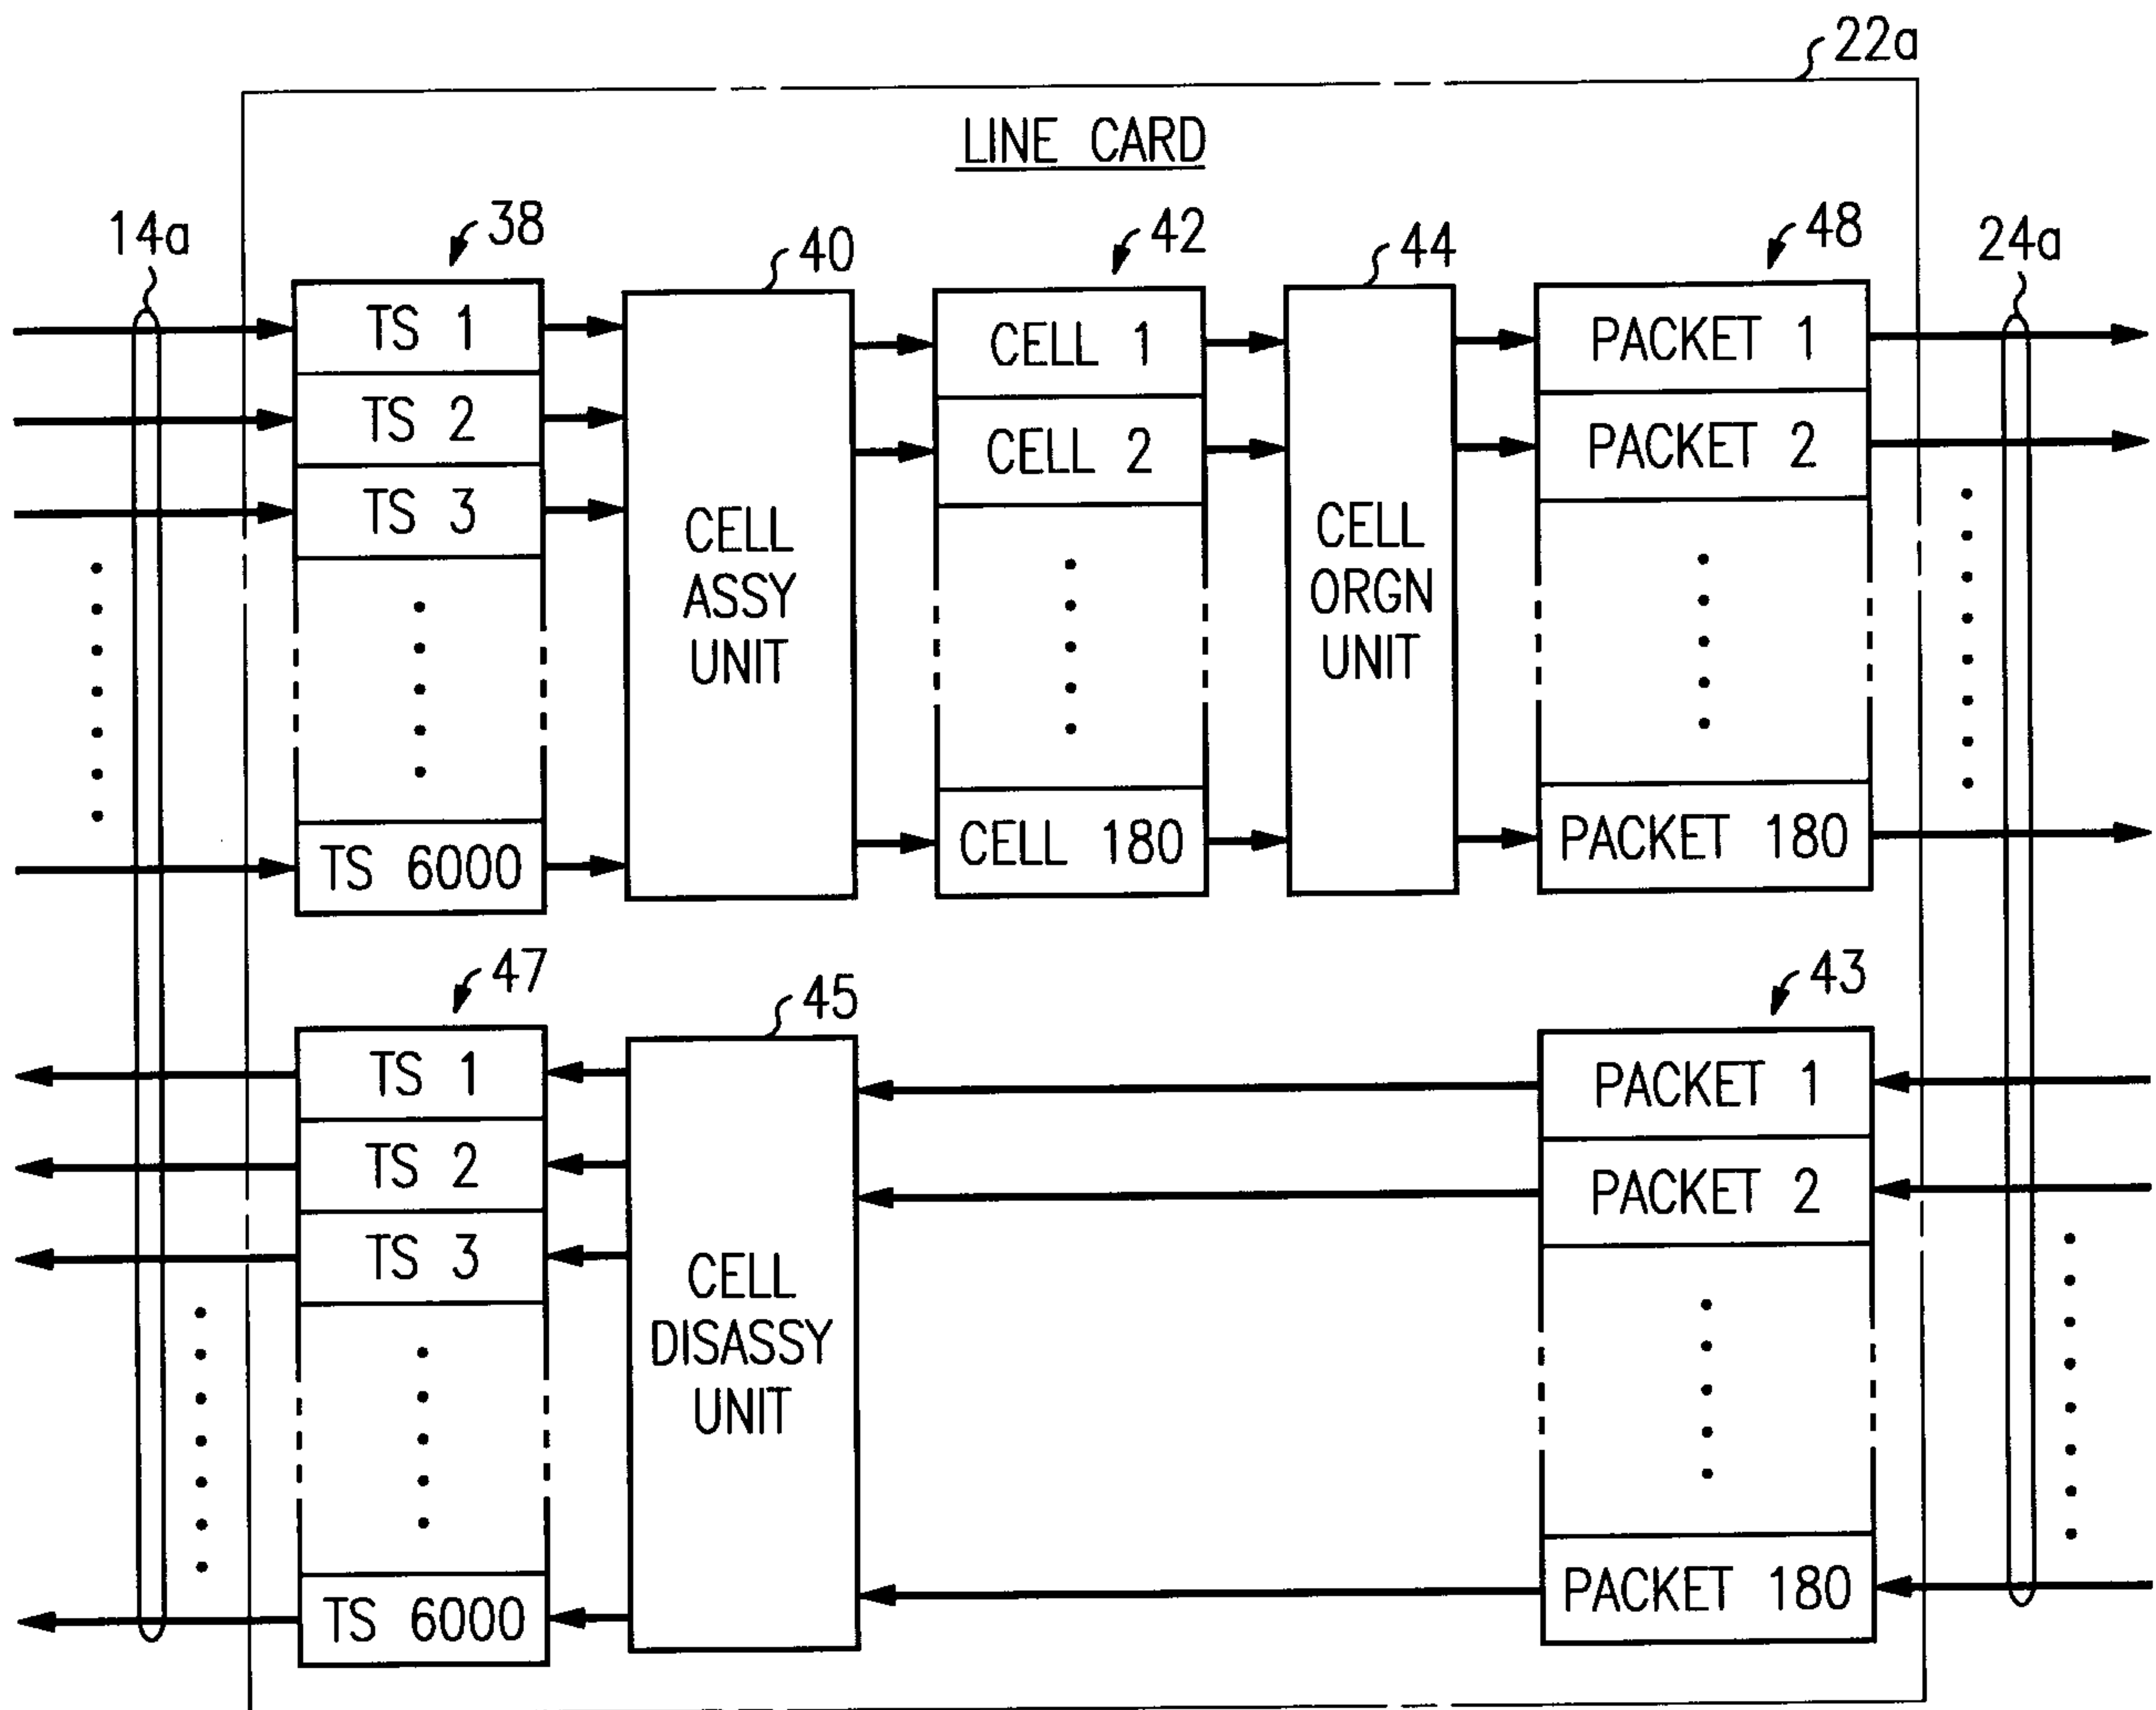 22a
LINE CARD
14a
38
40
42
44
48
24a
TS 1
TS 2
TS 3
TS 6000
CELL
ASSY
UNIT
CELL 1
CELL 2
CELL 180
CELL
ORGN
UNIT
PACKET 1
PACKET 2
PACKET 180
47
45
43
TS 1
TS 2
TS 3
TS 6000
CELL
DISASSY
UNIT
PACKET 1
PACKET 2
PACKET 180